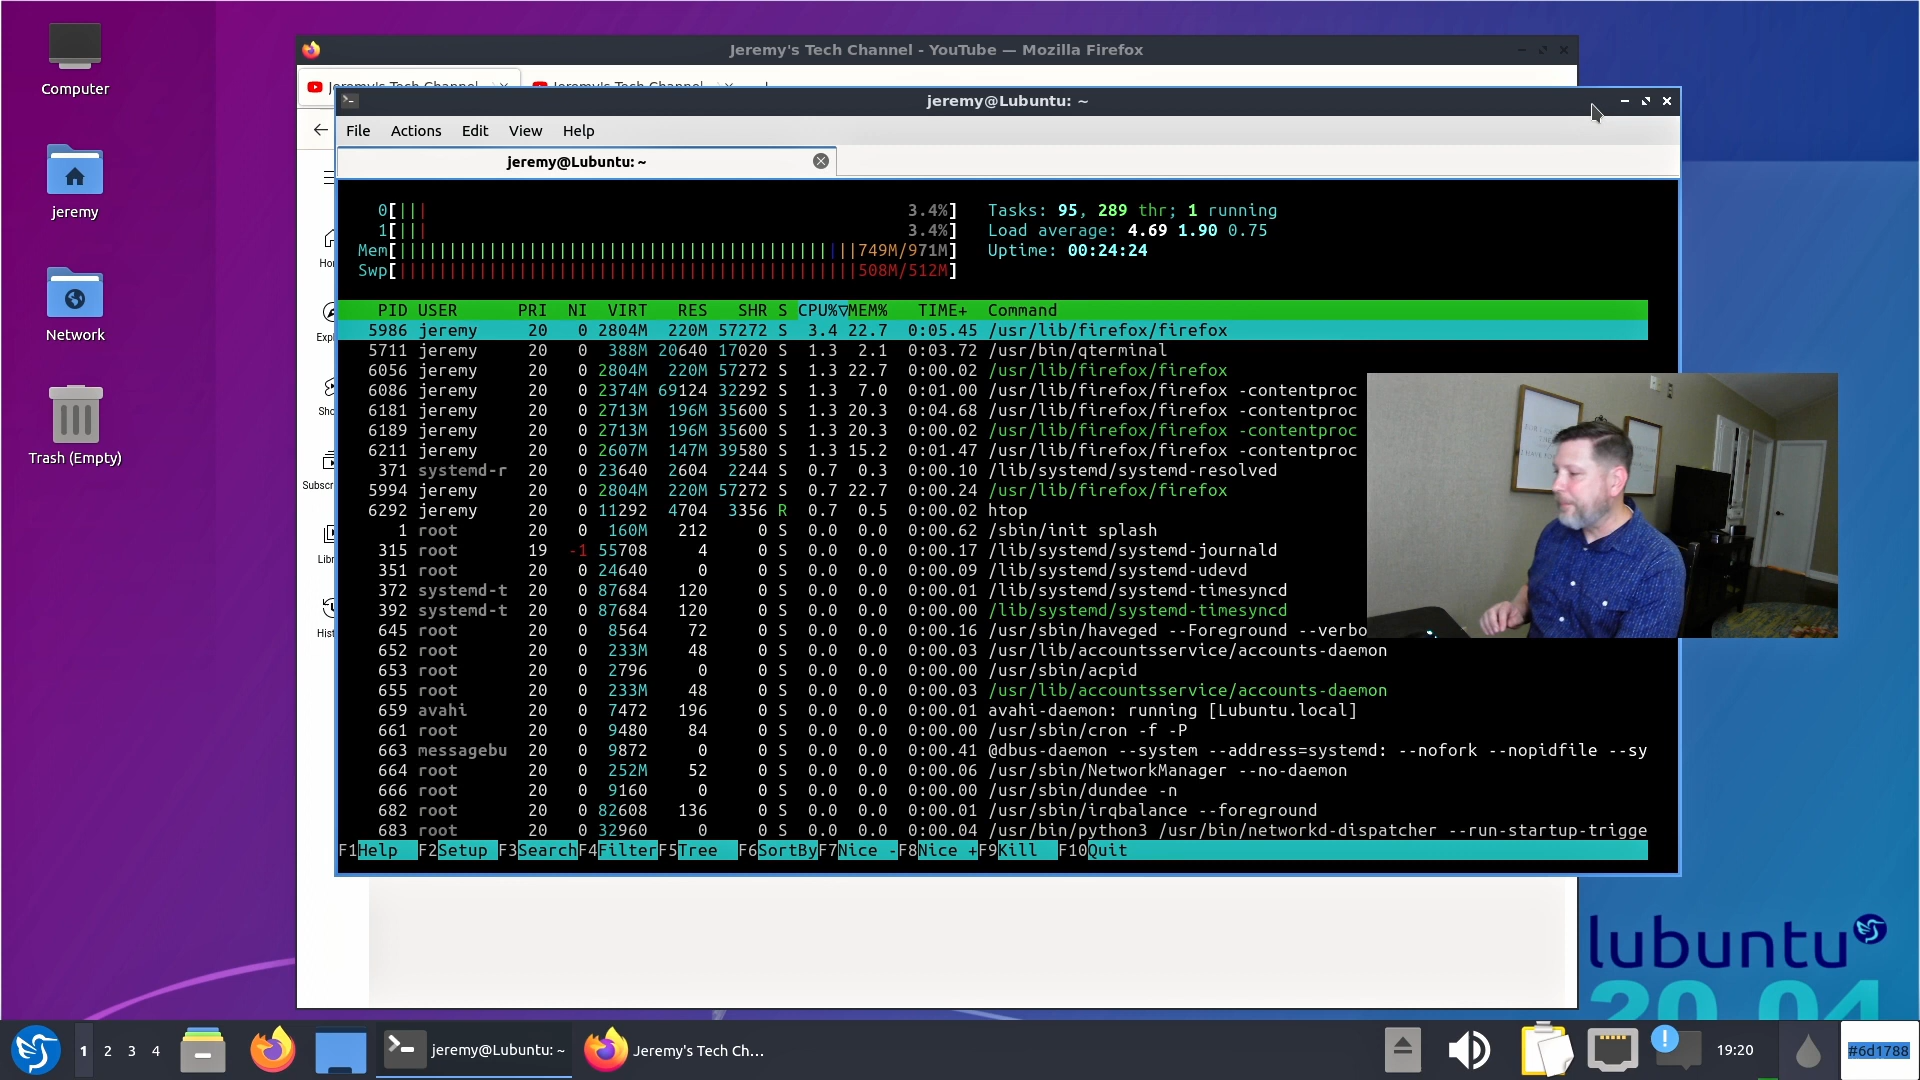 Computer
jeremy
Network
Trash (Empty)
Jeremy's Tech Channel - YouTube — Mozilla Firefox
Jeremy's Tech Channel
Jeremy's Tech Channel
jeremy@Lubuntu: ~
File Actions Edit View Help
jeremy@Lubuntu: ~
0[||| 3.4%] Tasks: 95, 289 thr; 1 running
1[||| 3.4%] Load average: 4.69 1.90 0.75
Mem[ 749M/971M] Uptime: 00:24:24
Swp[ 508M/512M]
PID USER PRI NI VIRT RES SHR S CPU%▽MEM% TIME+ Command
5986 jeremy 20 0 2804M 220M 57272 S 3.4 22.7 0:05.45 /usr/lib/firefox/firefox
5711 jeremy 20 0 388M 20640 17020 S 1.3 2.1 0:03.72 /usr/bin/qterminal
6056 jeremy 20 0 2804M 220M 57272 S 1.3 22.7 0:00.02 /usr/lib/firefox/firefox
6086 jeremy 20 0 2374M 69124 32292 S 1.3 7.0 0:01.00 /usr/lib/firefox/firefox -contentproc
6181 jeremy 20 0 2713M 196M 35600 S 1.3 20.3 0:04.68 /usr/lib/firefox/firefox -contentproc
6189 jeremy 20 0 2713M 196M 35600 S 1.3 20.3 0:00.02 /usr/lib/firefox/firefox -contentproc
6211 jeremy 20 0 2607M 147M 39580 S 1.3 15.2 0:01.47 /usr/lib/firefox/firefox -contentproc
371 systemd-r 20 0 23640 2604 2244 S 0.7 0.3 0:00.10 /lib/systemd/systemd-resolved
5994 jeremy 20 0 2804M 220M 57272 S 0.7 22.7 0:00.24 /usr/lib/firefox/firefox
6292 jeremy 20 0 11292 4704 3356 R 0.7 0.5 0:00.02 htop
1 root 20 0 160M 212 0 S 0.0 0.0 0:00.62 /sbin/init splash
315 root 19 -1 55708 4 0 S 0.0 0.0 0:00.17 /lib/systemd/systemd-journald
351 root 20 0 24640 0 0 S 0.0 0.0 0:00.09 /lib/systemd/systemd-udevd
372 systemd-t 20 0 87684 120 0 S 0.0 0.0 0:00.01 /lib/systemd/systemd-timesyncd
392 systemd-t 20 0 87684 120 0 S 0.0 0.0 0:00.00 /lib/systemd/systemd-timesyncd
645 root 20 0 8564 72 0 S 0.0 0.0 0:00.16 /usr/sbin/haveged --Foreground --verbo
652 root 20 0 233M 48 0 S 0.0 0.0 0:00.03 /usr/lib/accountsservice/accounts-daemon
653 root 20 0 2796 0 0 S 0.0 0.0 0:00.00 /usr/sbin/acpid
655 root 20 0 233M 48 0 S 0.0 0.0 0:00.03 /usr/lib/accountsservice/accounts-daemon
659 avahi 20 0 7472 196 0 S 0.0 0.0 0:00.01 avahi-daemon: running [Lubuntu.local]
661 root 20 0 9480 84 0 S 0.0 0.0 0:00.00 /usr/sbin/cron -f -P
663 messagebu 20 0 9872 0 0 S 0.0 0.0 0:00.41 @dbus-daemon --system --address=systemd: --nofork --nopidfile --sy
664 root 20 0 252M 52 0 S 0.0 0.0 0:00.06 /usr/sbin/NetworkManager --no-daemon
666 root 20 0 9160 0 0 S 0.0 0.0 0:00.00 /usr/sbin/dundee -n
682 root 20 0 82608 136 0 S 0.0 0.0 0:00.01 /usr/sbin/irqbalance --foreground
683 root 20 0 32960 0 0 S 0.0 0.0 0:00.04 /usr/bin/python3 /usr/bin/networkd-dispatcher --run-startup-trigge
F1Help F2Setup F3SearchF4FilterF5Tree F6SortByF7Nice -F8Nice +F9Kill F10Quit
Hor
Expl
Sho
Subscr
Libr
Hist
lubuntu
20.04
1 2 3 4
jeremy@Lubuntu: ~
Jeremy's Tech Ch...
19:20
#6d1788